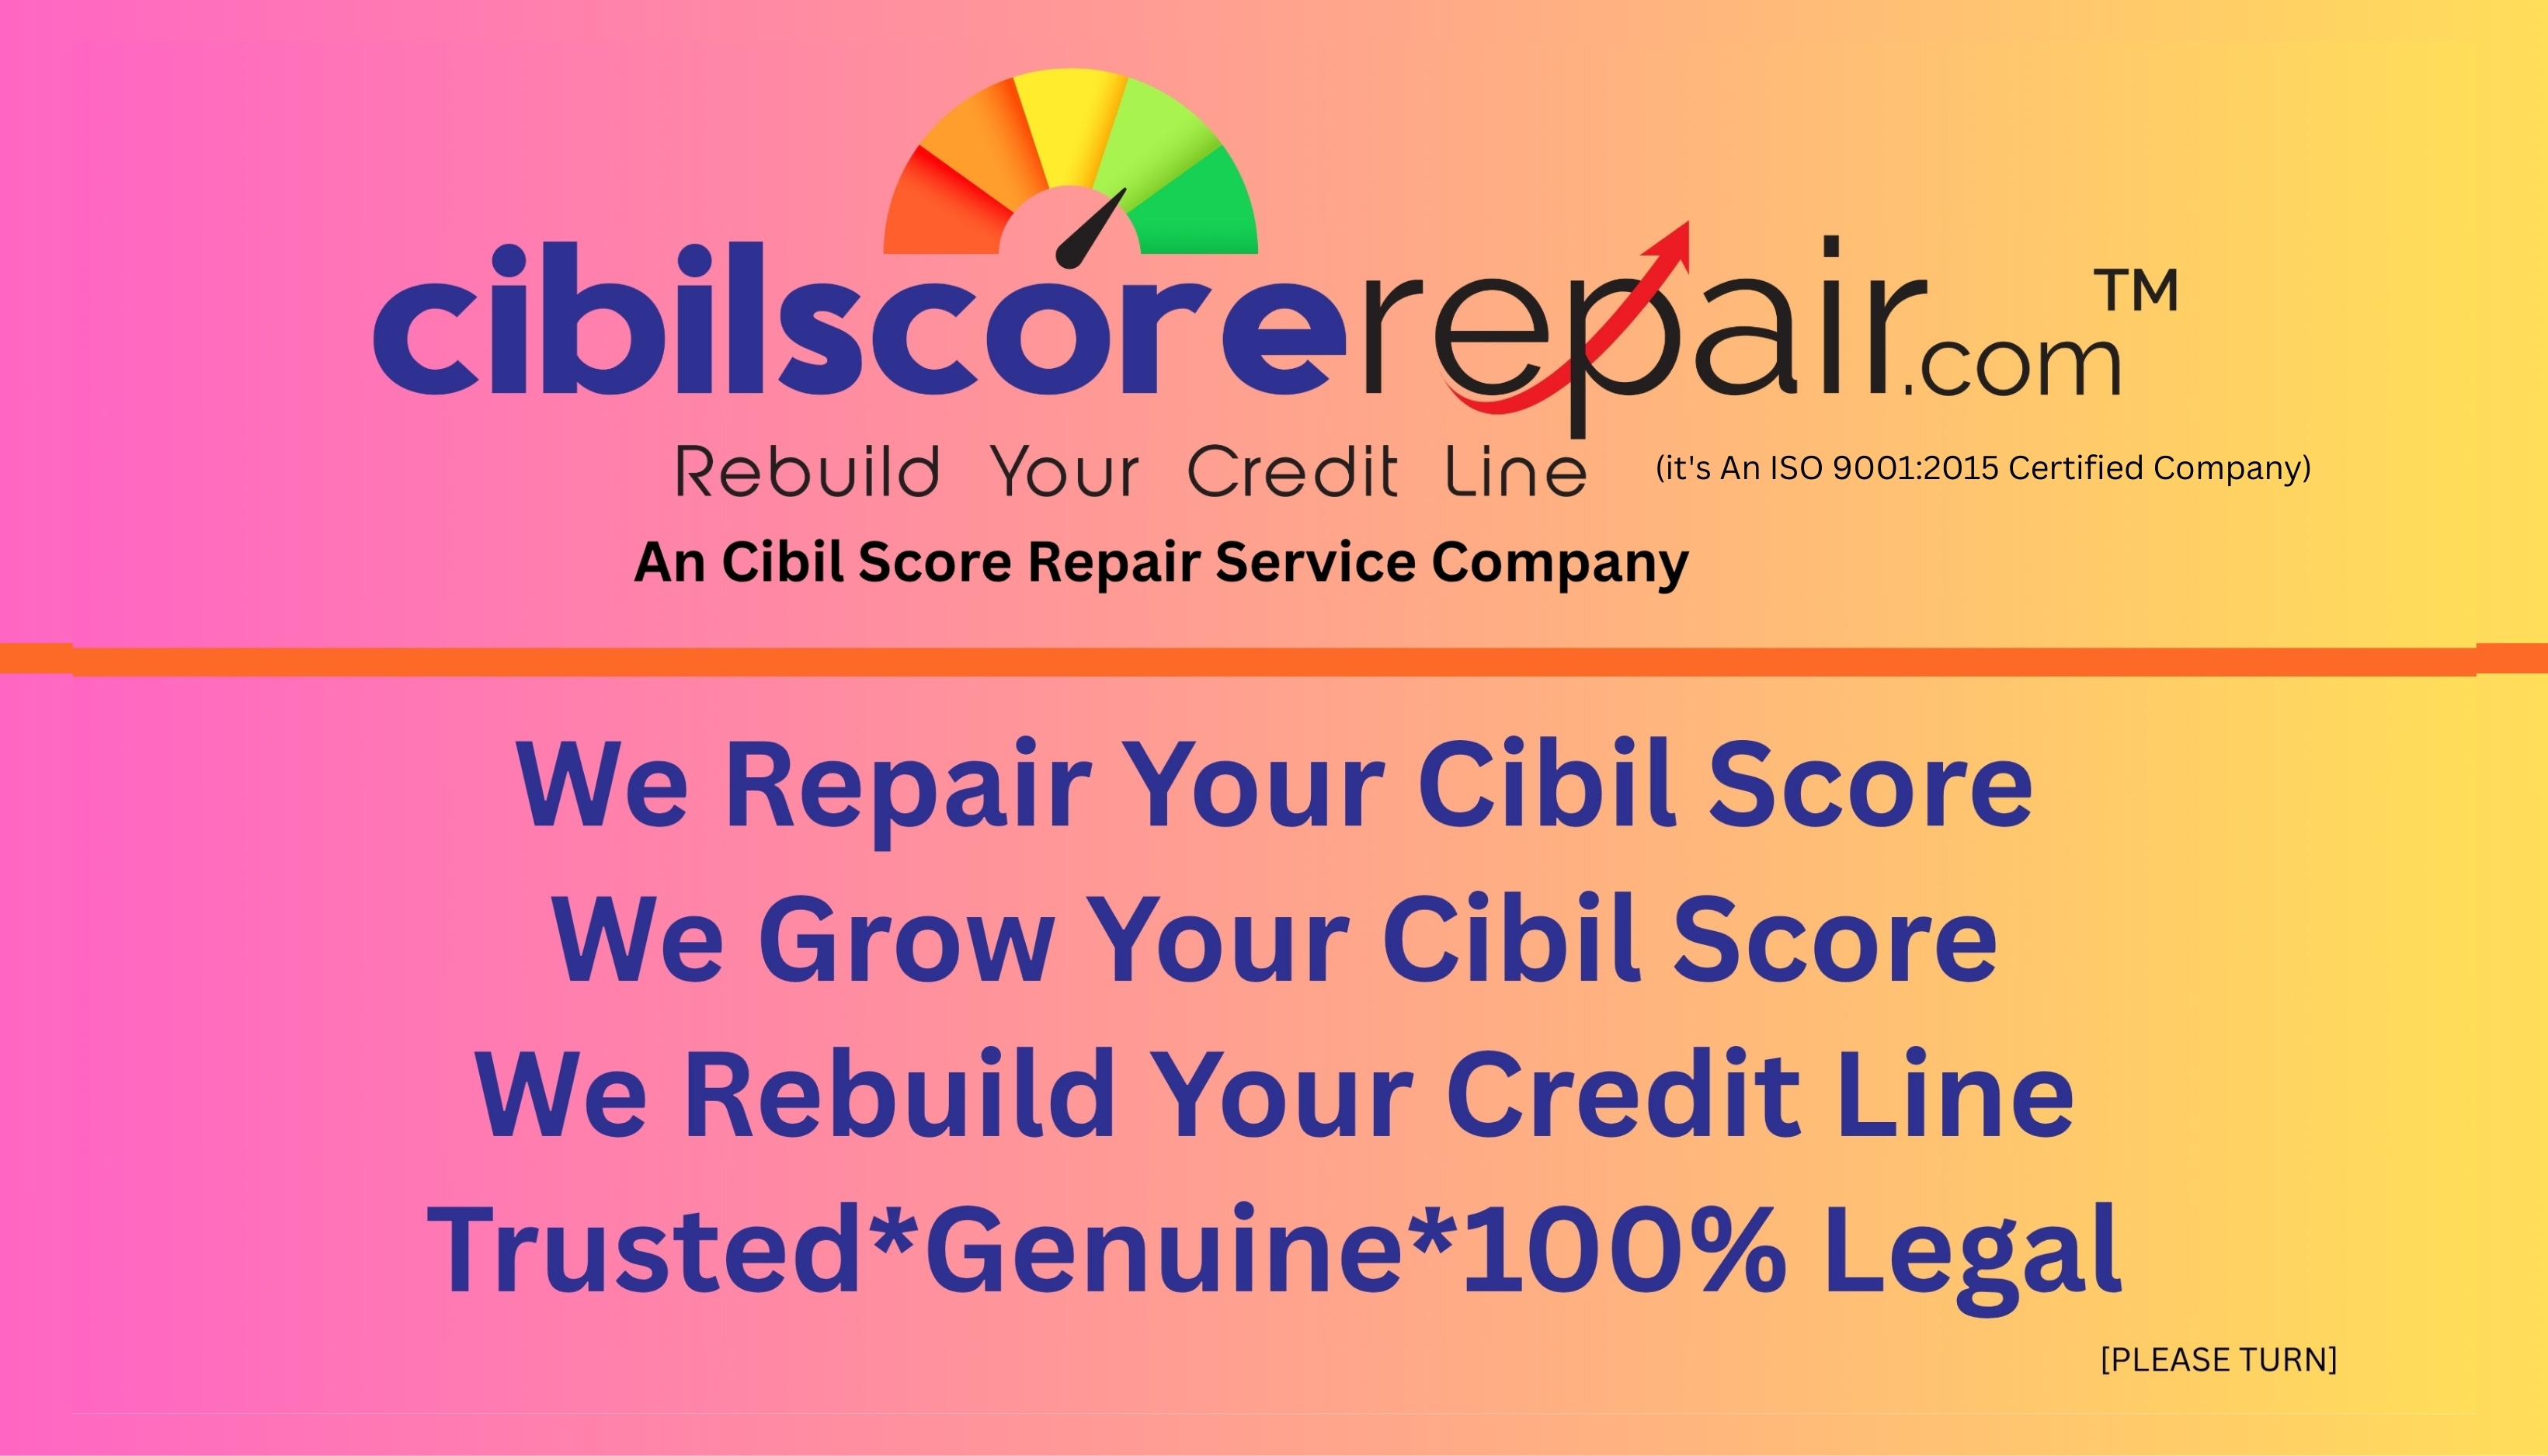 cibilscorerepair.com™
Rebuild Your Credit Line (it's An ISO 9001:2015 Certified Company)
An Cibil Score Repair Service Company
We Repair Your Cibil Score
We Grow Your Cibil Score
We Rebuild Your Credit Line
Trusted*Genuine*100% Legal
[PLEASE TURN]